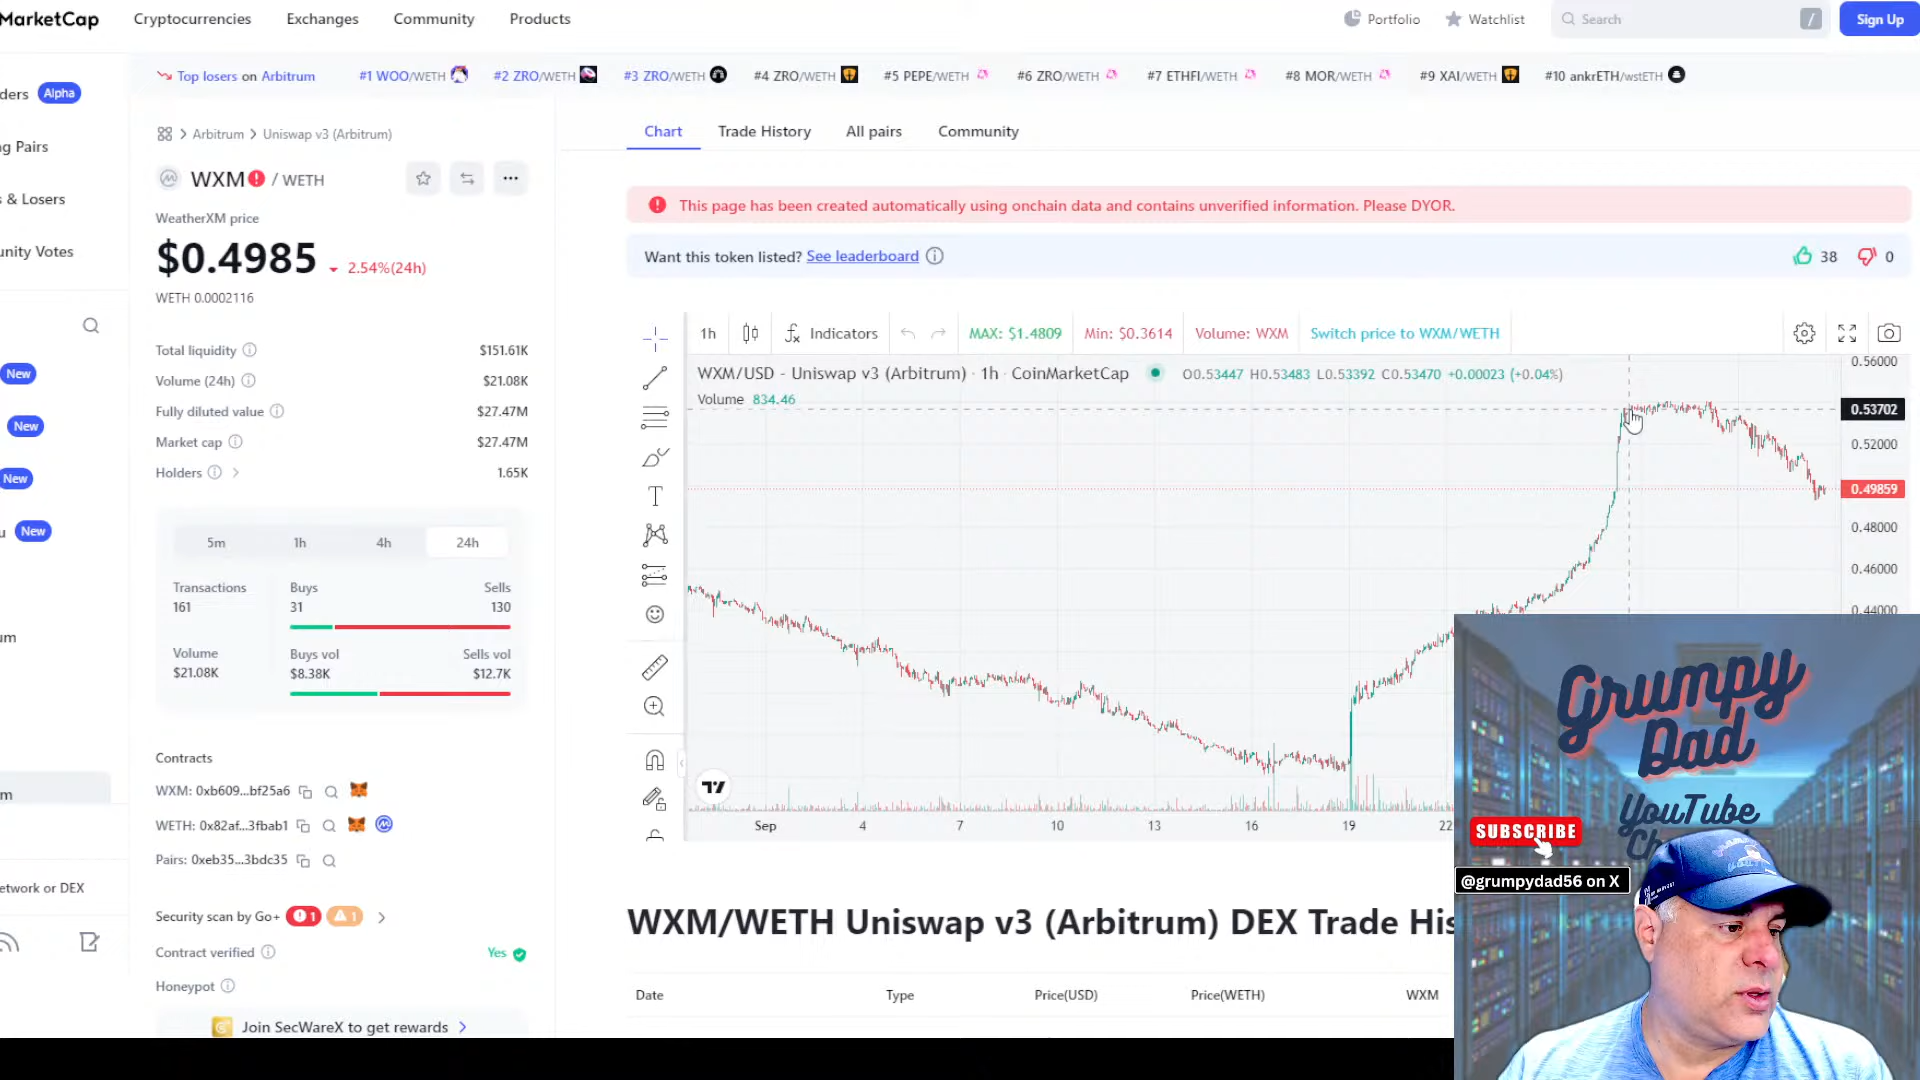 MarketCap
Cryptocurrencies Exchanges Community Products
Portfolio Watchlist Search / Sign Up
Top losers on Arbitrum #1 WOO/WETH #2 ZRO/WETH #3 ZRO/WETH #4 ZRO/WETH #5 PEPE/WETH #6 ZRO/WETH #7 ETHFI/WETH #8 MOR/WETH #9 XAI/WETH #10 ankrETH/wstETH
ders Alpha
g Pairs
& Losers
unity Votes
New
New
New
u New
um
m
etwork or DEX
Arbitrum > Uniswap v3 (Arbitrum)
WXM / WETH
WeatherXM price
$0.4985 2.54%(24h)
WETH 0.0002116
Total liquidity $151.61K
Volume (24h) $21.08K
Fully diluted value $27.47M
Market cap $27.47M
Holders 1.65K
5m 1h 4h 24h
Transactions Buys Sells
161 31 130
Volume Buys vol Sells vol
$21.08K $8.38K $12.7K
Contracts
WXM: 0xb609...bf25a6
WETH: 0x82af...3fbab1
Pairs: 0xeb35...3bdc35
Security scan by Go+ 1 1
Contract verified Yes
Honeypot
Join SecWareX to get rewards
Chart Trade History All pairs Community
This page has been created automatically using onchain data and contains unverified information. Please DYOR.
Want this token listed? See leaderboard 38 0
1h Indicators MAX: $1.4809 Min: $0.3614 Volume: WXM Switch price to WXM/WETH
WXM/USD - Uniswap v3 (Arbitrum) · 1h · CoinMarketCap O0.53447 H0.53483 L0.53392 C0.53470 +0.00023 (+0.04%)
Volume 834.46
0.56000
0.53702
0.52000
0.49859
0.48000
0.46000
0.44000
Sep 4 7 10 13 16 19 22
WXM/WETH Uniswap v3 (Arbitrum) DEX Trade His
Date Type Price(USD) Price(WETH) WXM
Grumpy
Dad
YouTube
SUBSCRIBE
@grumpydad56 on X